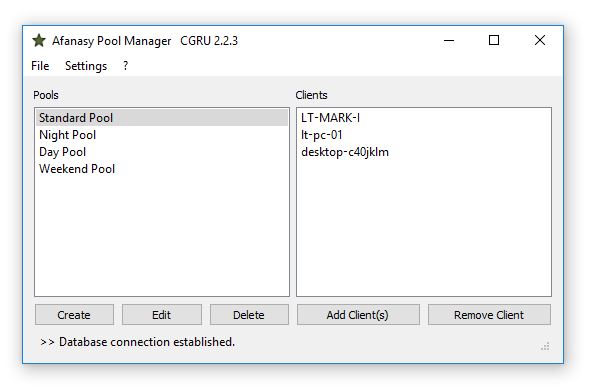 Afanasy Pool Manager CGRU 2.2.3
File Settings ?
Pools
Standard Pool
Night Pool
Day Pool
Weekend Pool
Clients
LT-MARK-I
lt-pc-01
desktop-c40jklm
Create Edit Delete Add Client(s) Remove Client
>> Database connection established.